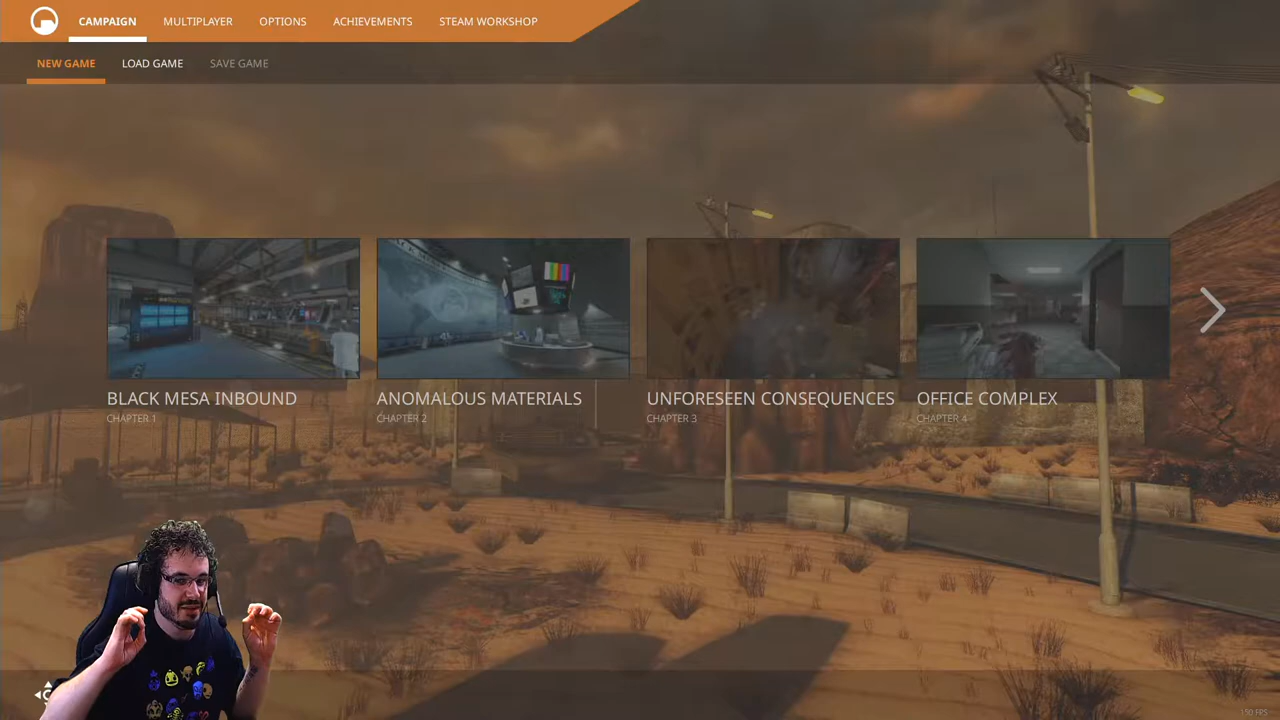 CAMPAIGN MULTIPLAYER OPTIONS ACHIEVEMENTS STEAM WORKSHOP
NEW GAME LOAD GAME SAVE GAME
BLACK MESA INBOUND ANOMALOUS MATERIALS UNFORESEEN CONSEQUENCES OFFICE COMPLEX
CHAPTER 1 CHAPTER 2 CHAPTER 3 CHAPTER 4